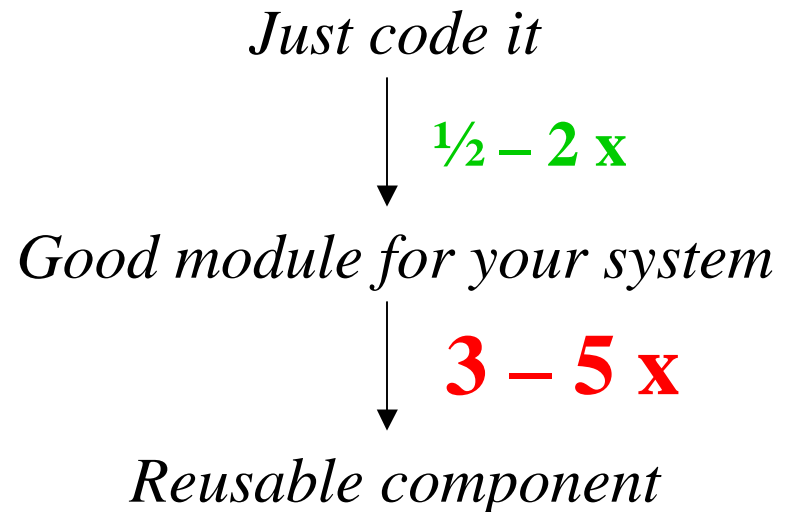 Just code it
½ – 2 x
Good module for your system
3 – 5 x
Reusable component